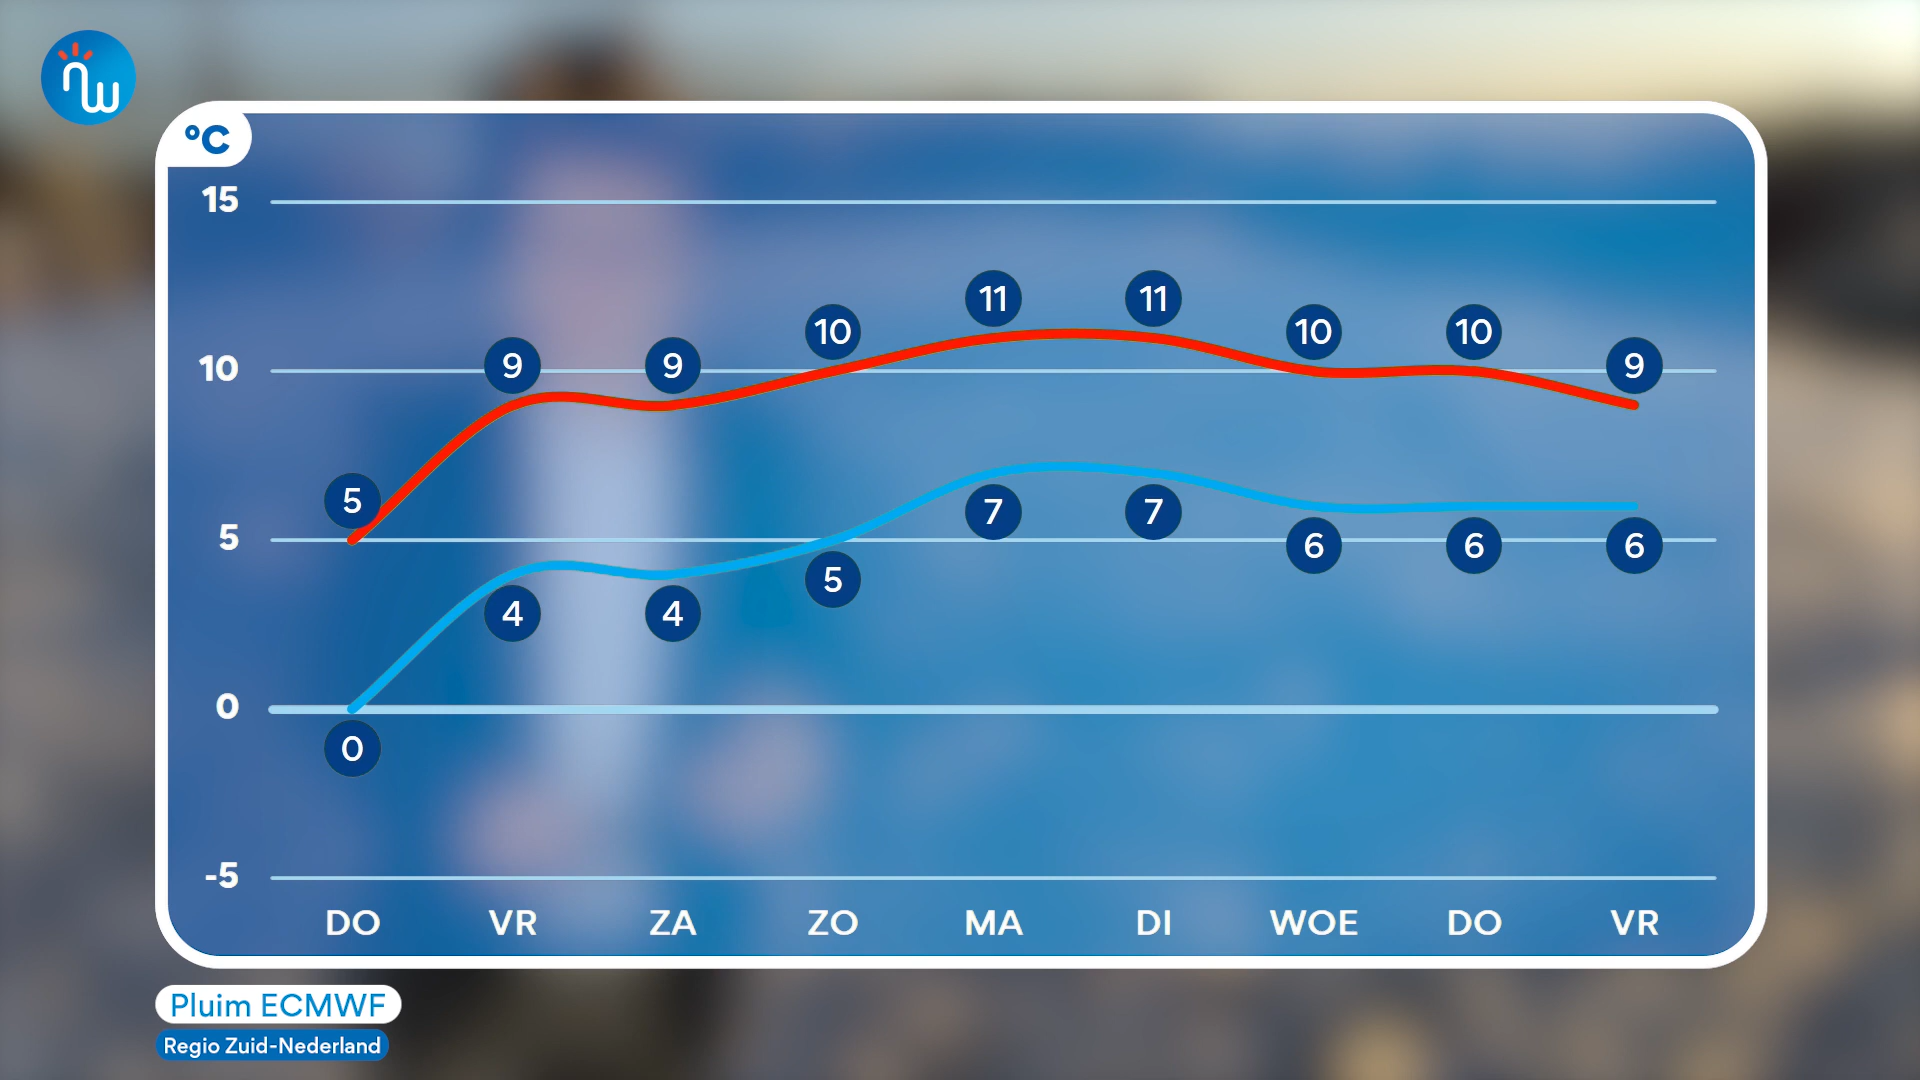 nw
°C
15
10
5
0
-5
5 9 9 10 11 11 10 10 9
0 4 4 5 7 7 6 6 6
DO VR ZA ZO MA DI WOE DO VR
Pluim ECMWF
Regio Zuid-Nederland